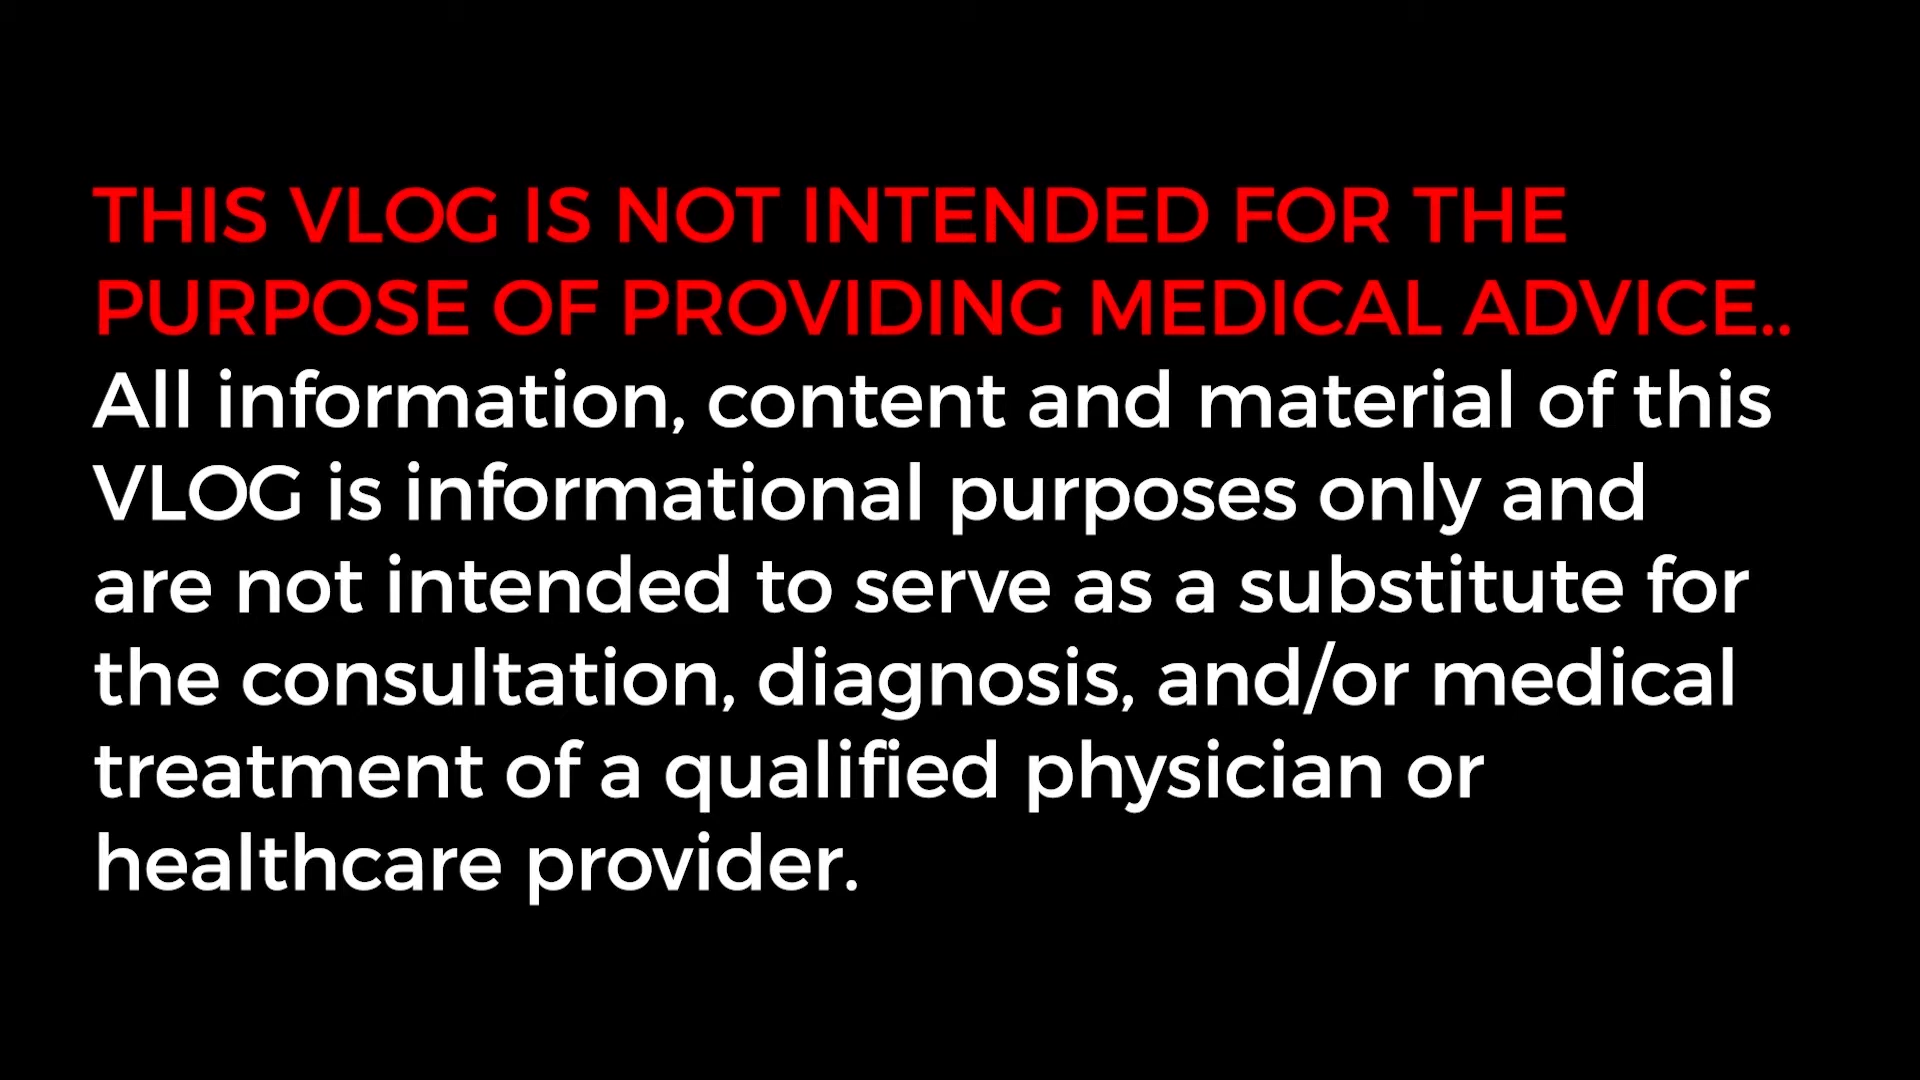 THIS VLOG IS NOT INTENDED FOR THE
PURPOSE OF PROVIDING MEDICAL ADVICE..
All information, content and material of this
VLOG is informational purposes only and
are not intended to serve as a substitute for
the consultation, diagnosis, and/or medical
treatment of a qualified physician or
healthcare provider.